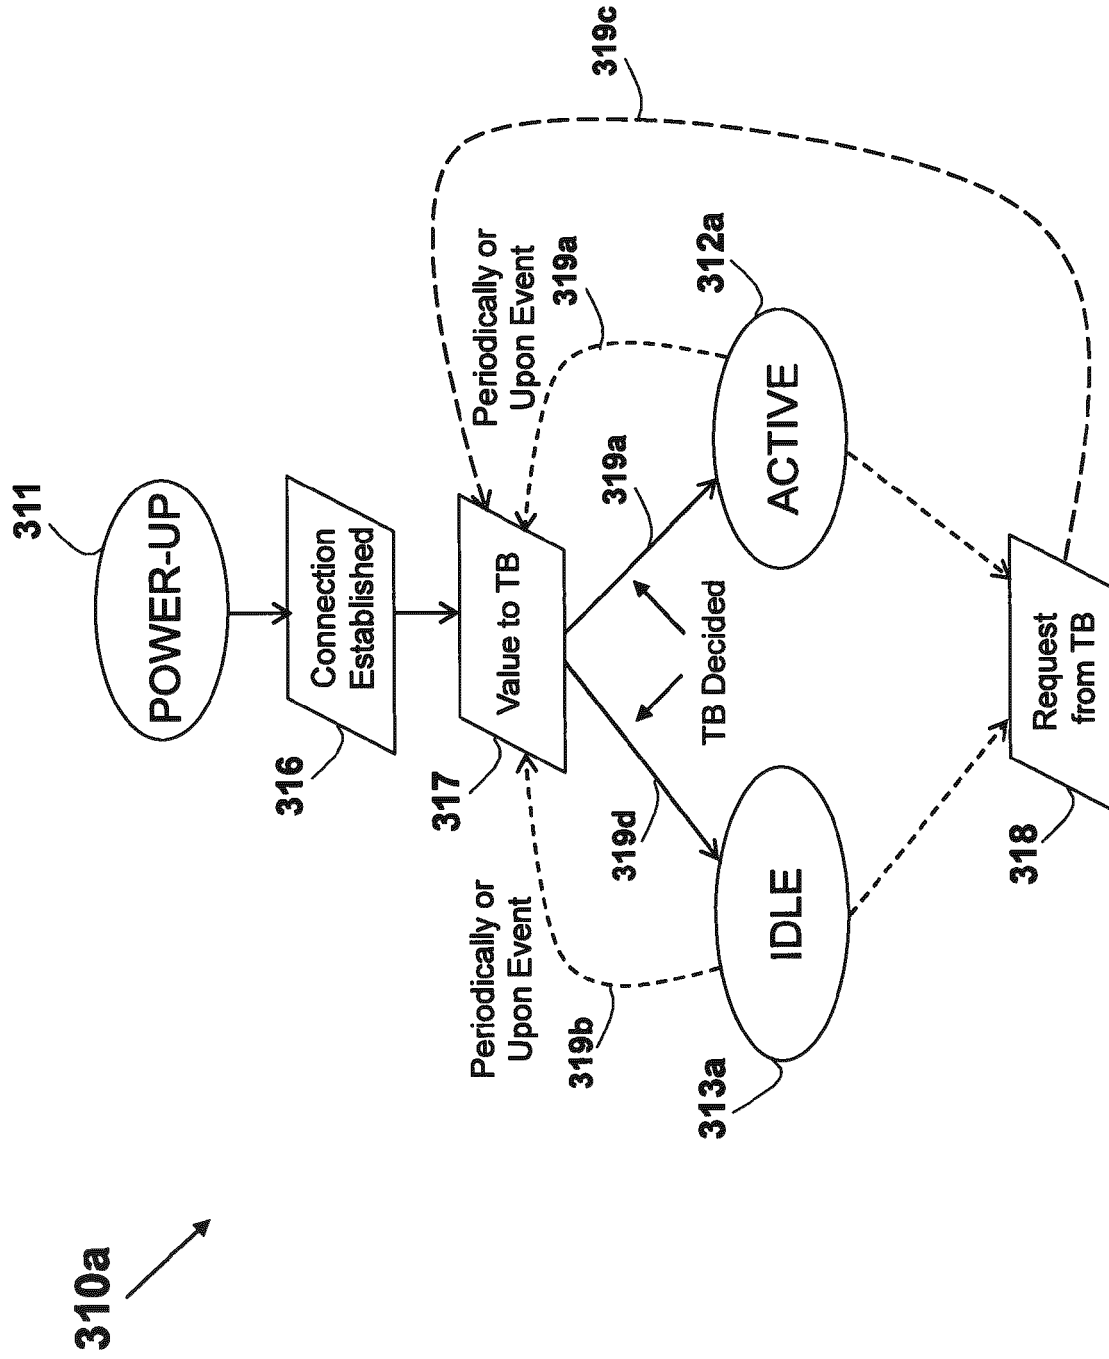 310a
311
POWER-UP
316
Connection
Established
317
Value to TB
Periodically or
Upon Event
319b
Periodically or
Upon Event
319a
319c
319d
319a
TB Decided
313a
IDLE
312a
ACTIVE
318
Request
from TB